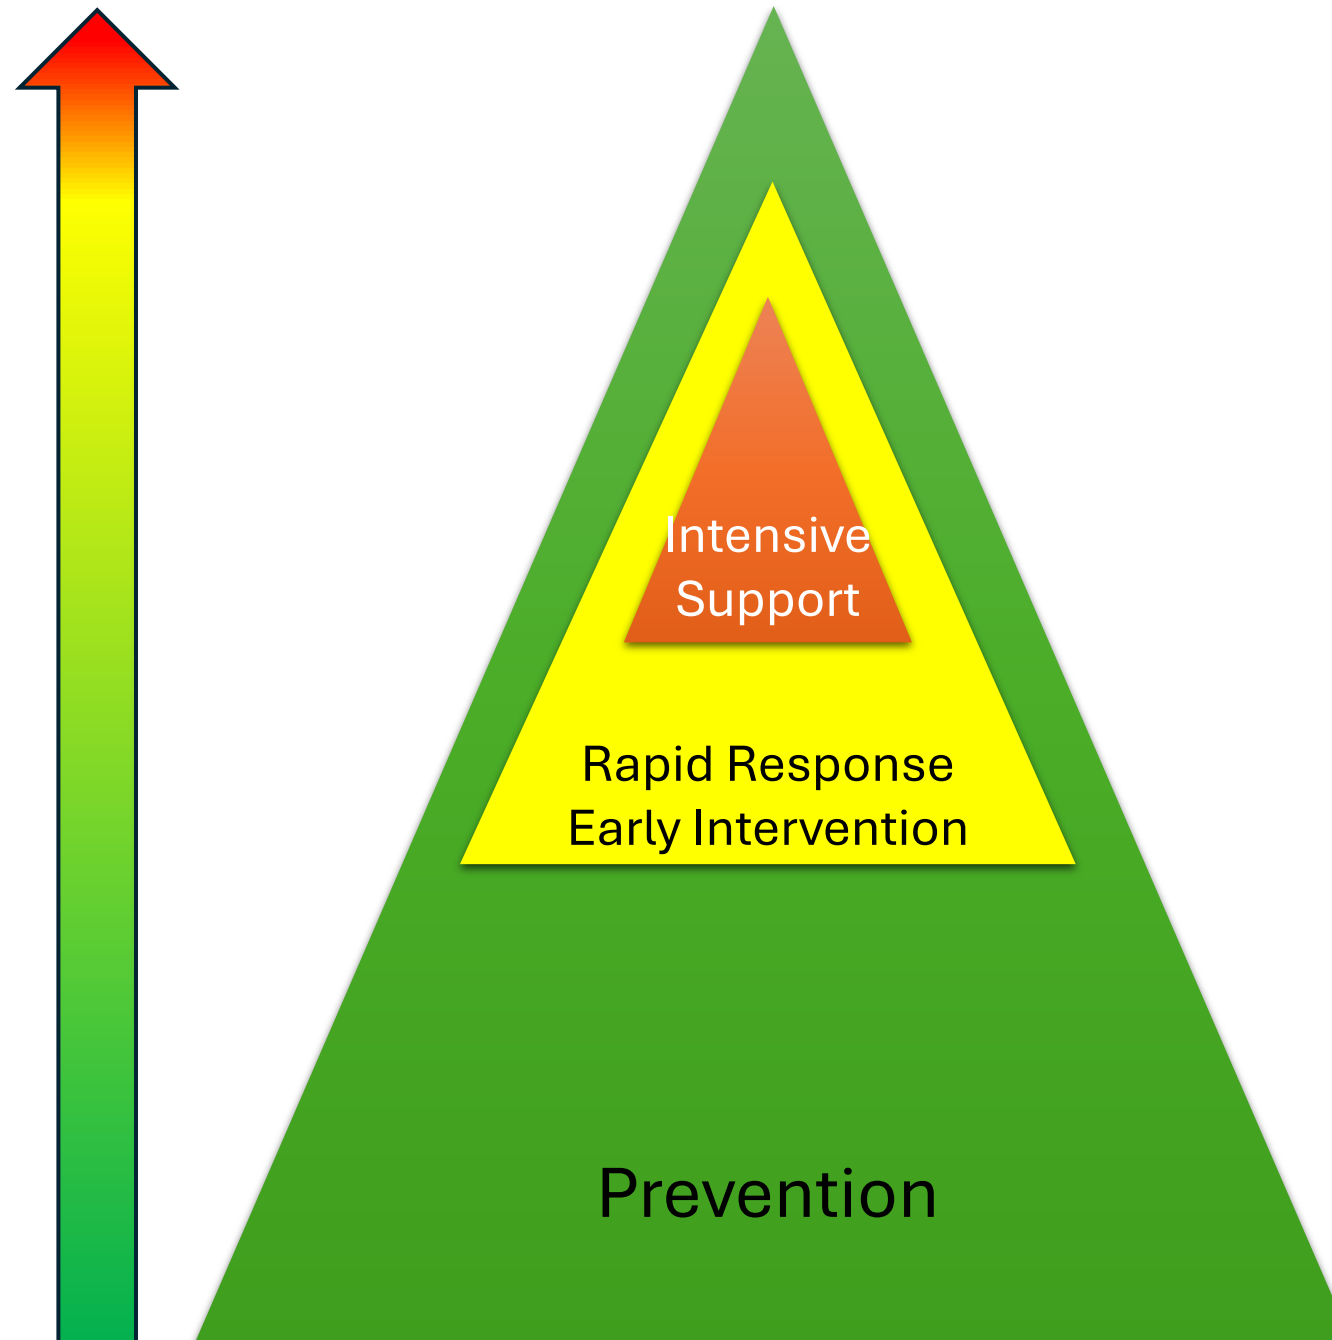 Intensive
Support
Rapid Response
Early Intervention
Prevention